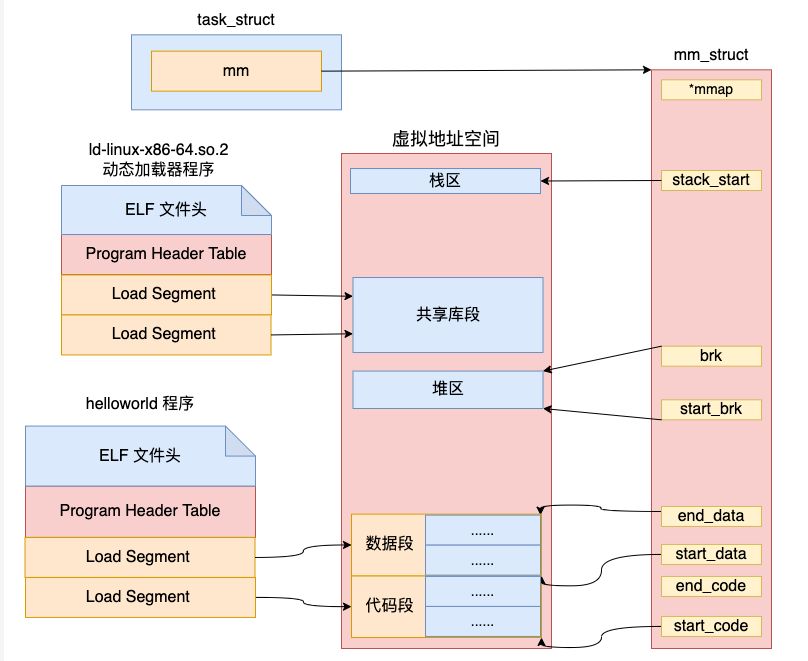 task_struct
mm
mm_struct
*mmap
ld-linux-x86-64.so.2
动态加载器程序
ELF 文件头
Program Header Table
Load Segment
Load Segment
helloworld 程序
ELF 文件头
Program Header Table
Load Segment
Load Segment
虚拟地址空间
栈区
共享库段
堆区
数据段
......
......
代码段
......
......
stack_start
brk
start_brk
end_data
start_data
end_code
start_code